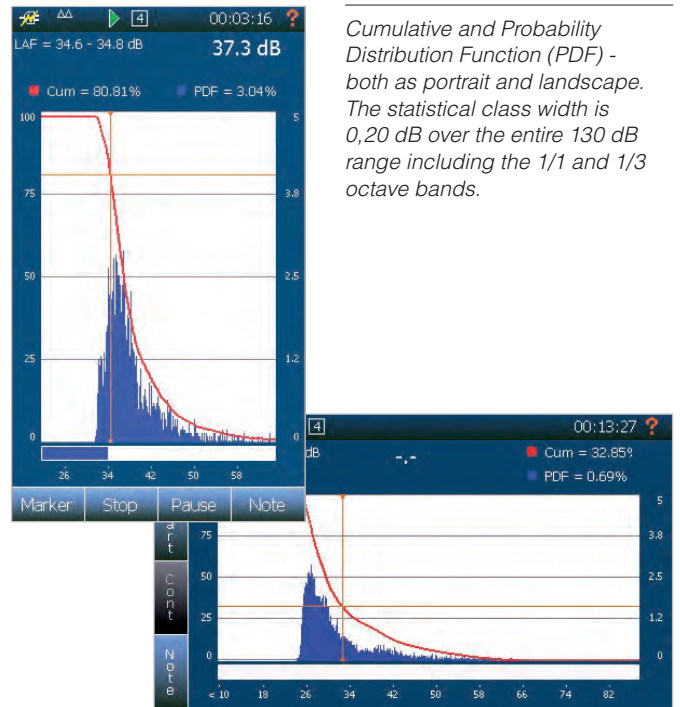 4 00:03:16 ?
LAF = 34.6 - 34.8 dB 37.3 dB
Cum = 80.81% PDF = 3.04%
100 5
75 3.8
50 2.5
25 1.2
0 0
26 34 42 50 58
Marker Stop Pause Note
Cumulative and Probability
Distribution Function (PDF) -
both as portrait and landscape.
The statistical class width is
0,20 dB over the entire 130 dB
range including the 1/1 and 1/3
octave bands.
4 00:13:27 ?
dB -.- Cum = 32.85%
PDF = 0.69%
5
75 3.8
50 2.5
25 1.2
0 0
art
Cont
Note
< 10 18 26 34 42 50 58 66 74 82